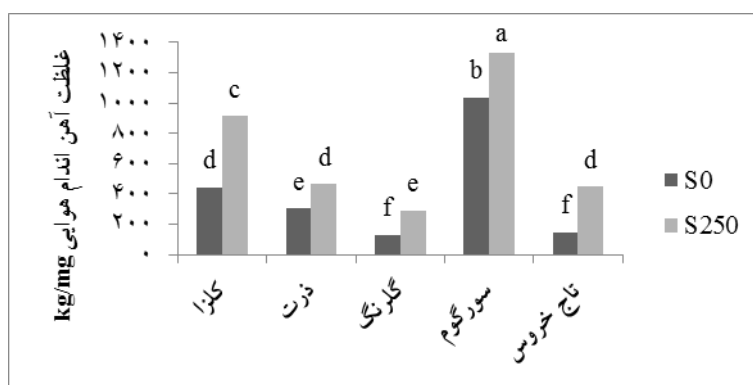 غلظت آهن اندام هوایی kg/mg
۱۴۰۰
۱۲۰۰
۱۰۰۰
۸۰۰
۶۰۰
۴۰۰
۲۰۰
۰
d
c
e
d
f
e
b
a
f
d
کلزا
ذرت
گلرنگ
سورگوم
تاج خروس
S0
S250